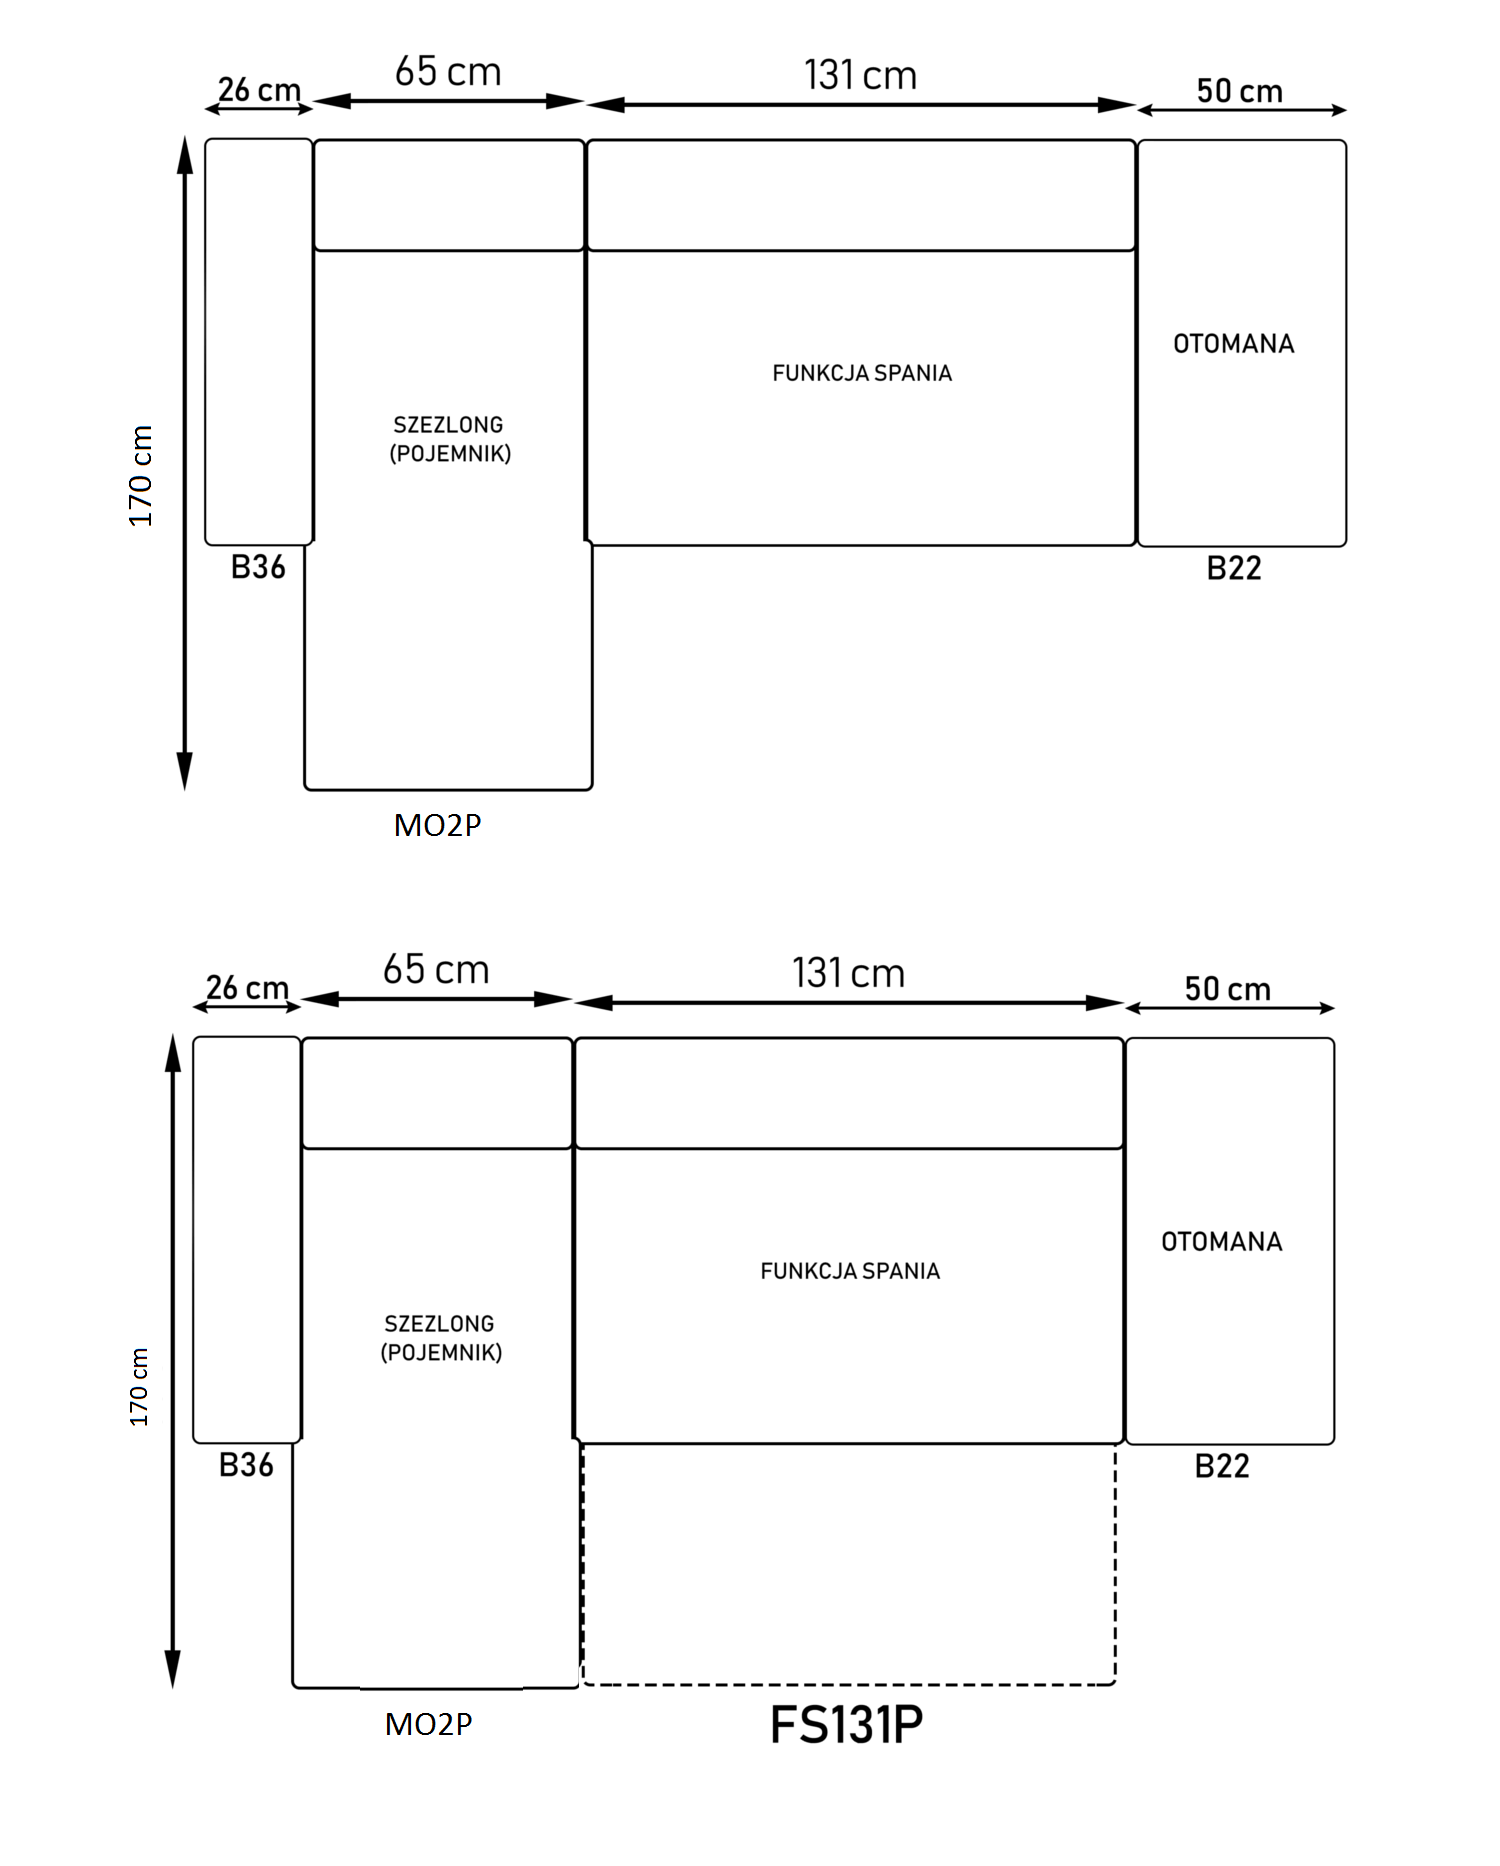 26 cm
65 cm
131 cm
50 cm
170 cm
SZEZLONG
(POJEMNIK)
FUNKCJA SPANIA
OTOMANA
B36
B22
MO2P
26 cm
65 cm
131 cm
50 cm
170 cm
SZEZLONG
(POJEMNIK)
FUNKCJA SPANIA
OTOMANA
B36
B22
MO2P
FS131P